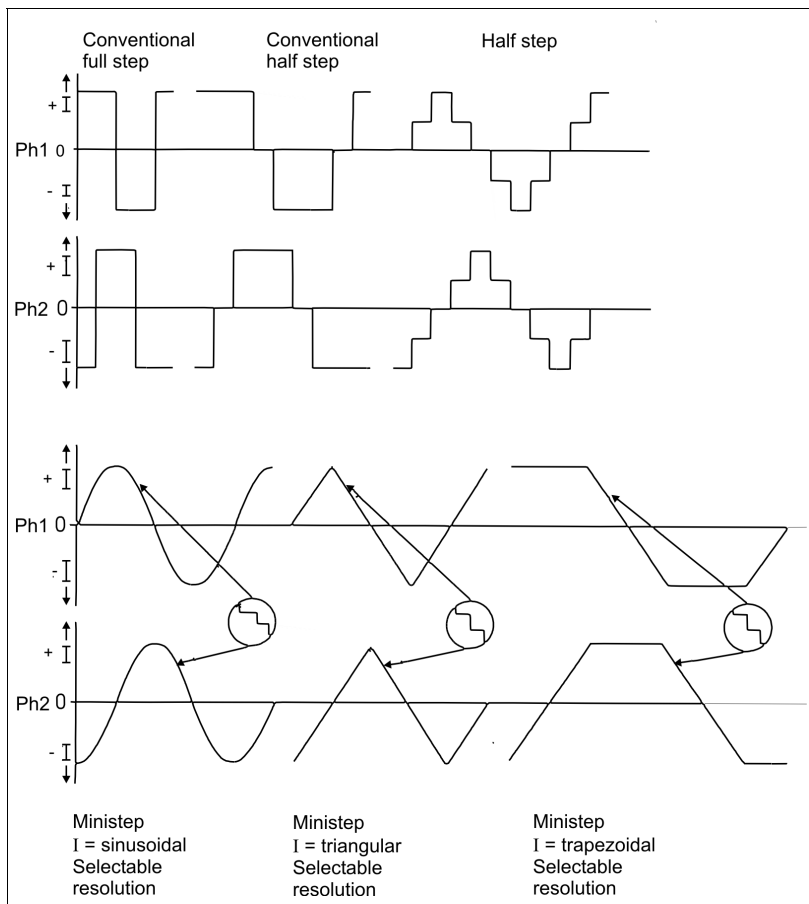 Conventional
full step
Conventional
half step
Half step
+ I
Ph1 0
- I
+ I
Ph2 0
- I
+ I
Ph1 0
- I
+ I
Ph2 0
- I
Ministep
I = sinusoidal
Selectable
resolution
Ministep
I = triangular
Selectable
resolution
Ministep
I = trapezoidal
Selectable
resolution